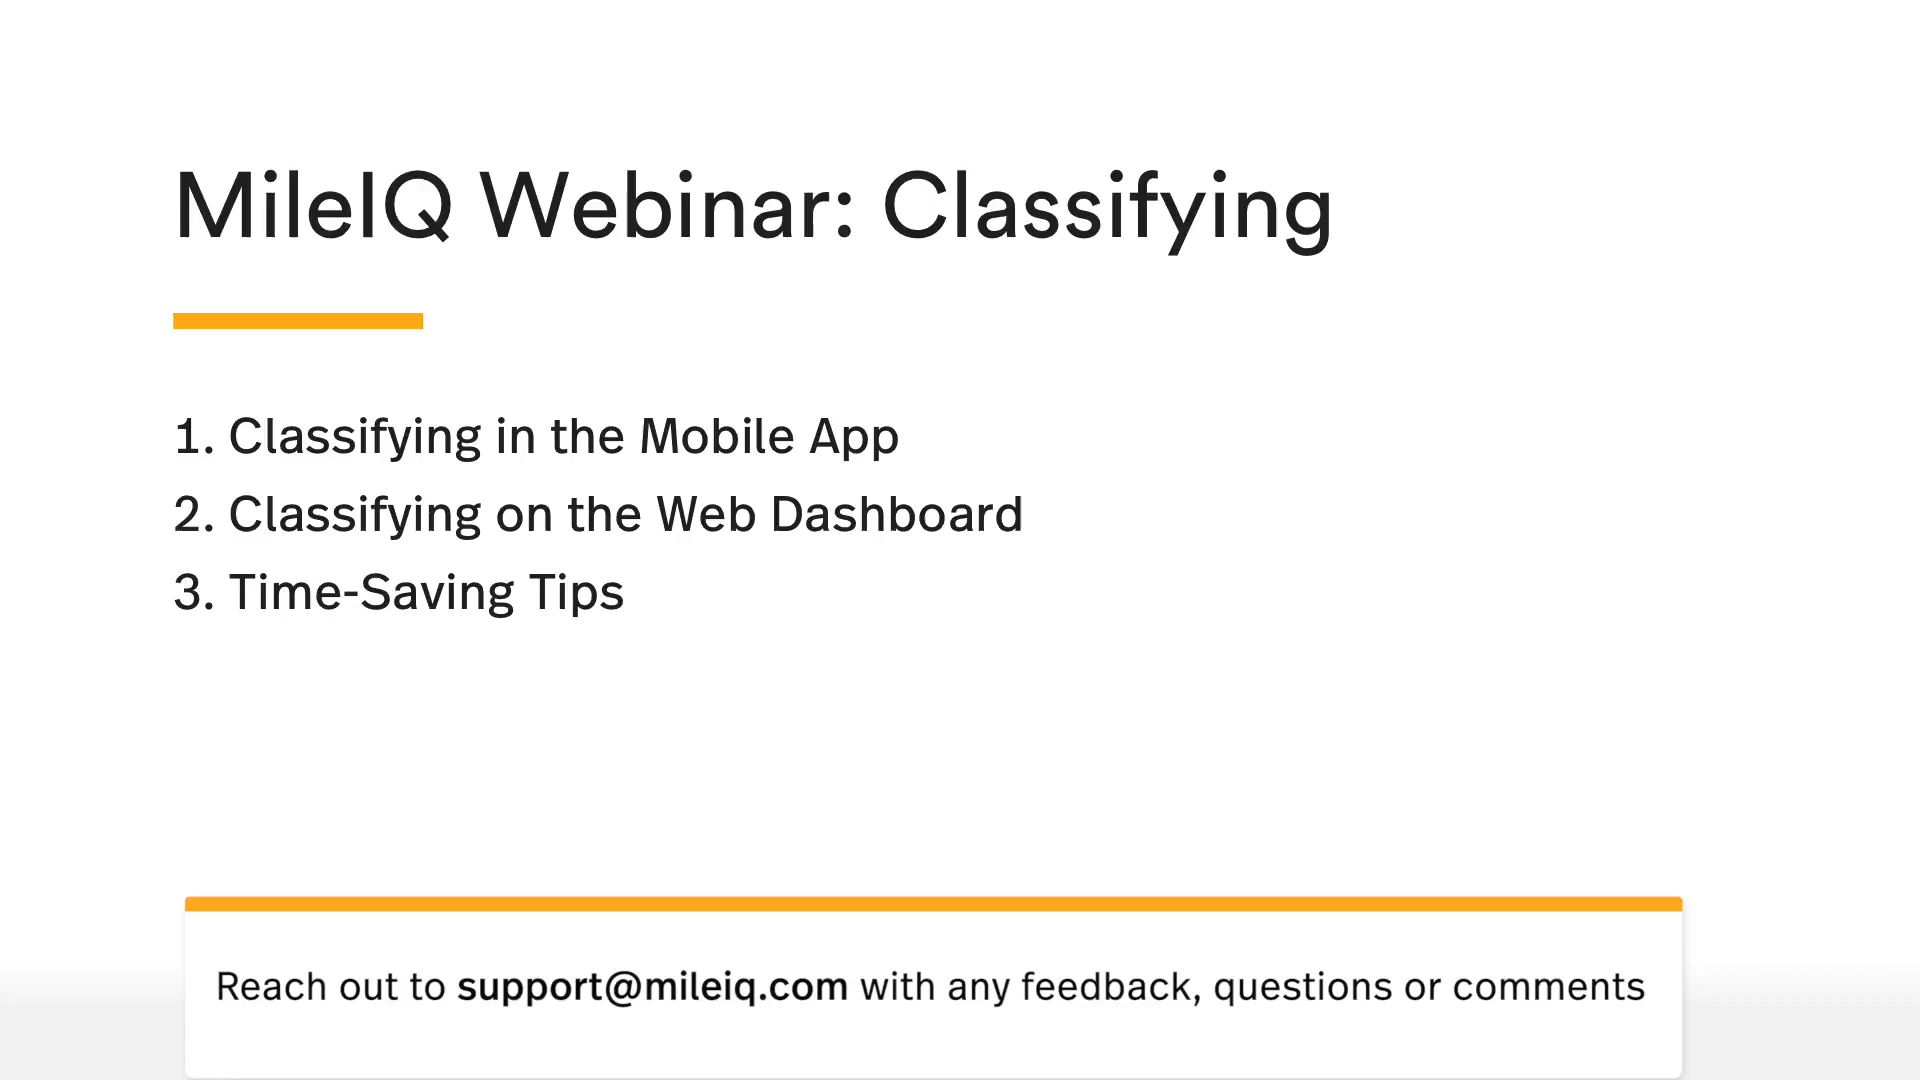 MileIQ Webinar: Classifying
1. Classifying in the Mobile App
2. Classifying on the Web Dashboard
3. Time-Saving Tips
Reach out to support@mileiq.com with any feedback, questions or comments